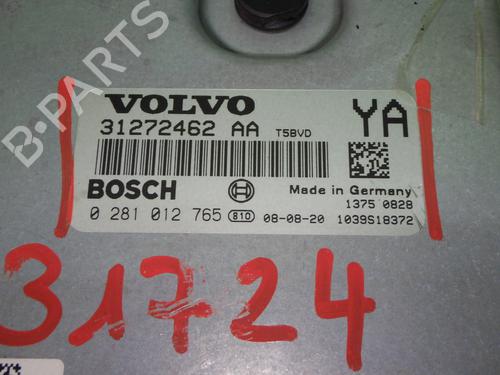 B-PARTS
VOLVO
31272462 AA T5BVD YA
BOSCH Made in Germany
1375 0828
0 281 012 765 810 08-08-20 1039S18372
31724